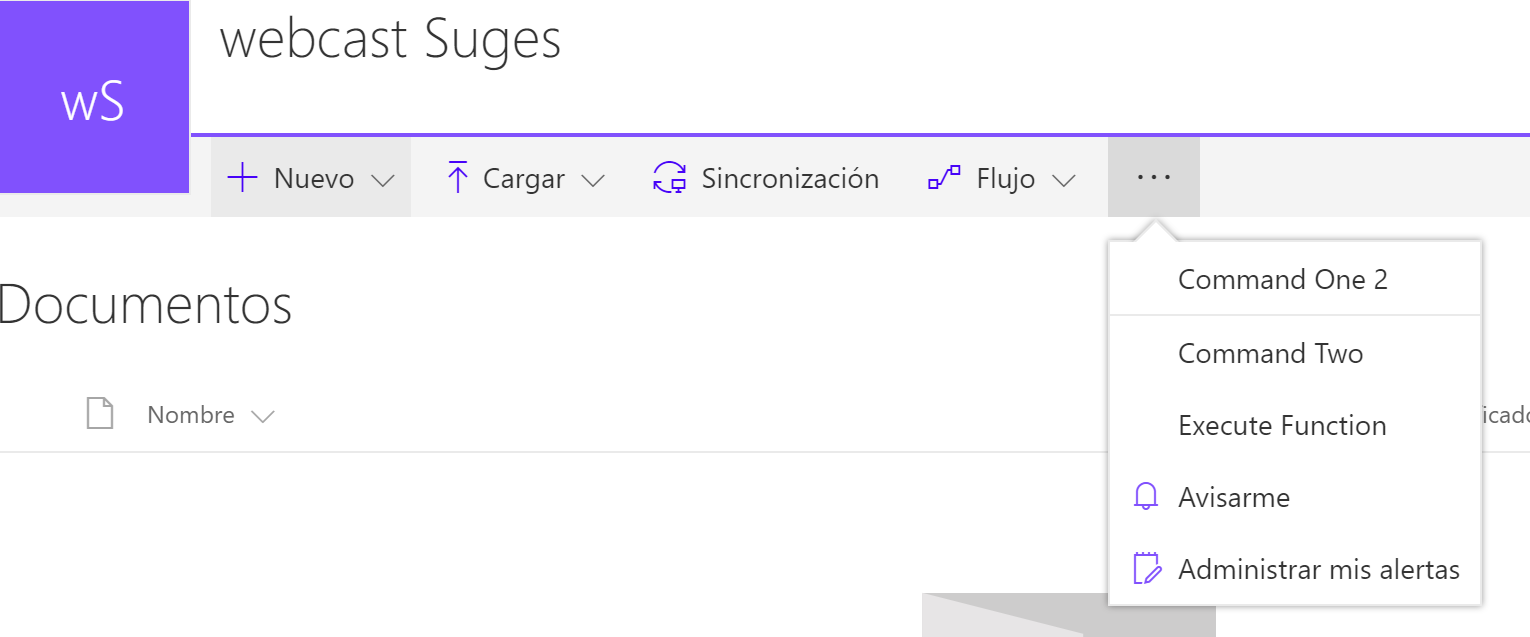 webcast Suges
wS
Nuevo Cargar Sincronización Flujo ...
Command One 2
Documentos
Command Two
Nombre
Execute Function
Avisarme
Administrar mis alertas